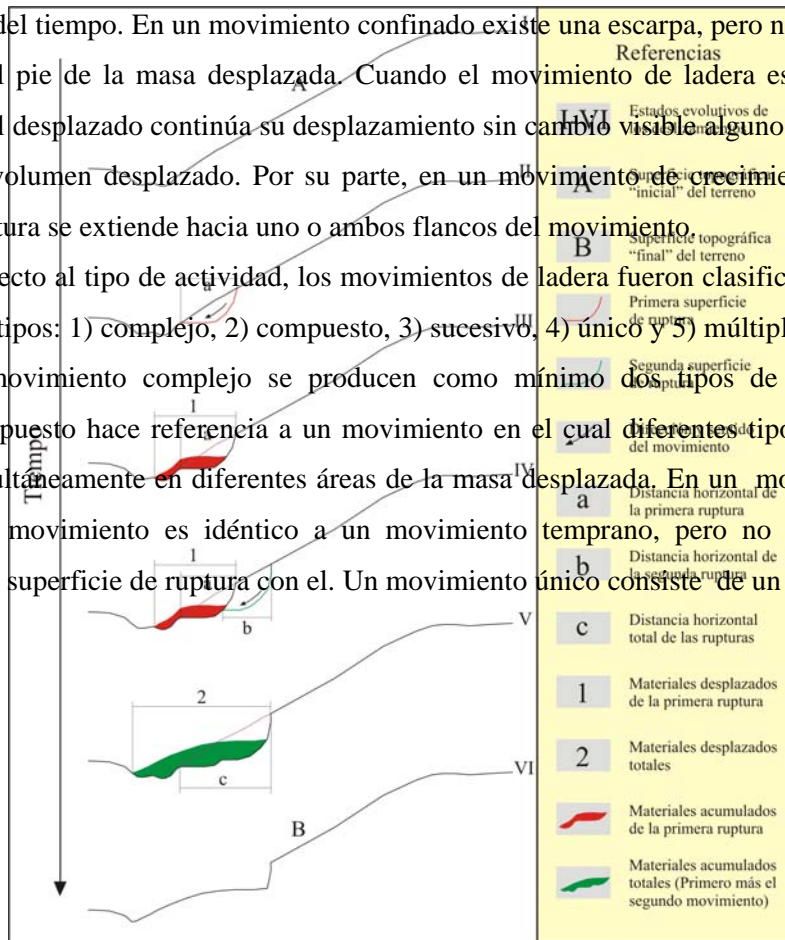 del tiempo. En un movimiento confinado existe una escarpa, pero n
l pie de la masa desplazada. Cuando el movimiento de ladera es
l desplazado continúa su desplazamiento sin cambio visible alguno
volumen desplazado. Por su parte, en un movimiento de crecimie
tura se extiende hacia uno o ambos flancos del movimiento.
ecto al tipo de actividad, los movimientos de ladera fueron clasific
tipos: 1) complejo, 2) compuesto, 3) sucesivo, 4) único y 5) múltipl
movimiento complejo se producen como mínimo dos tipos de
puesto hace referencia a un movimiento en el cual diferentes tipo
ultáneamente en diferentes áreas de la masa desplazada. En un mo
movimiento es idéntico a un movimiento temprano, pero no
superficie de ruptura con el. Un movimiento único consiste de un
Tiempo
I
A
II
a
III
1
a
IV
1
a
b
V
2
c
VI
B
Referencias
I-VI
Estados evolutivos de
los deslizamientos
A
Superficie topográfica
“inicial” del terreno
B
Superficie topográfica
“final” del terreno
Primera superficie
de ruptura
Segunda superficie
de ruptura
Dirección y sentido
del movimiento
a
Distancia horizontal de
la primera ruptura
b
Distancia horizontal de
la segunda ruptura
c
Distancia horizontal
total de las rupturas
1
Materiales desplazados
de la primera ruptura
2
Materiales desplazados
totales
Materiales acumulados
de la primera ruptura
Materiales acumulados
totales (Primero más el
segundo movimiento)